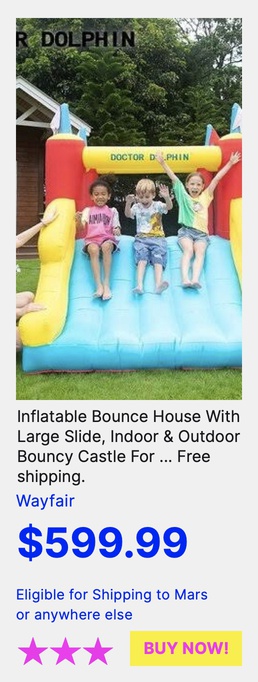 R DOLPHIN
DOCTOR D LPHIN
Inflatable Bounce House With
Large Slide, Indoor & Outdoor
Bouncy Castle For ... Free
shipping.
Wayfair
$599.99
Eligible for Shipping to Mars
or anywhere else
BUY NOW!